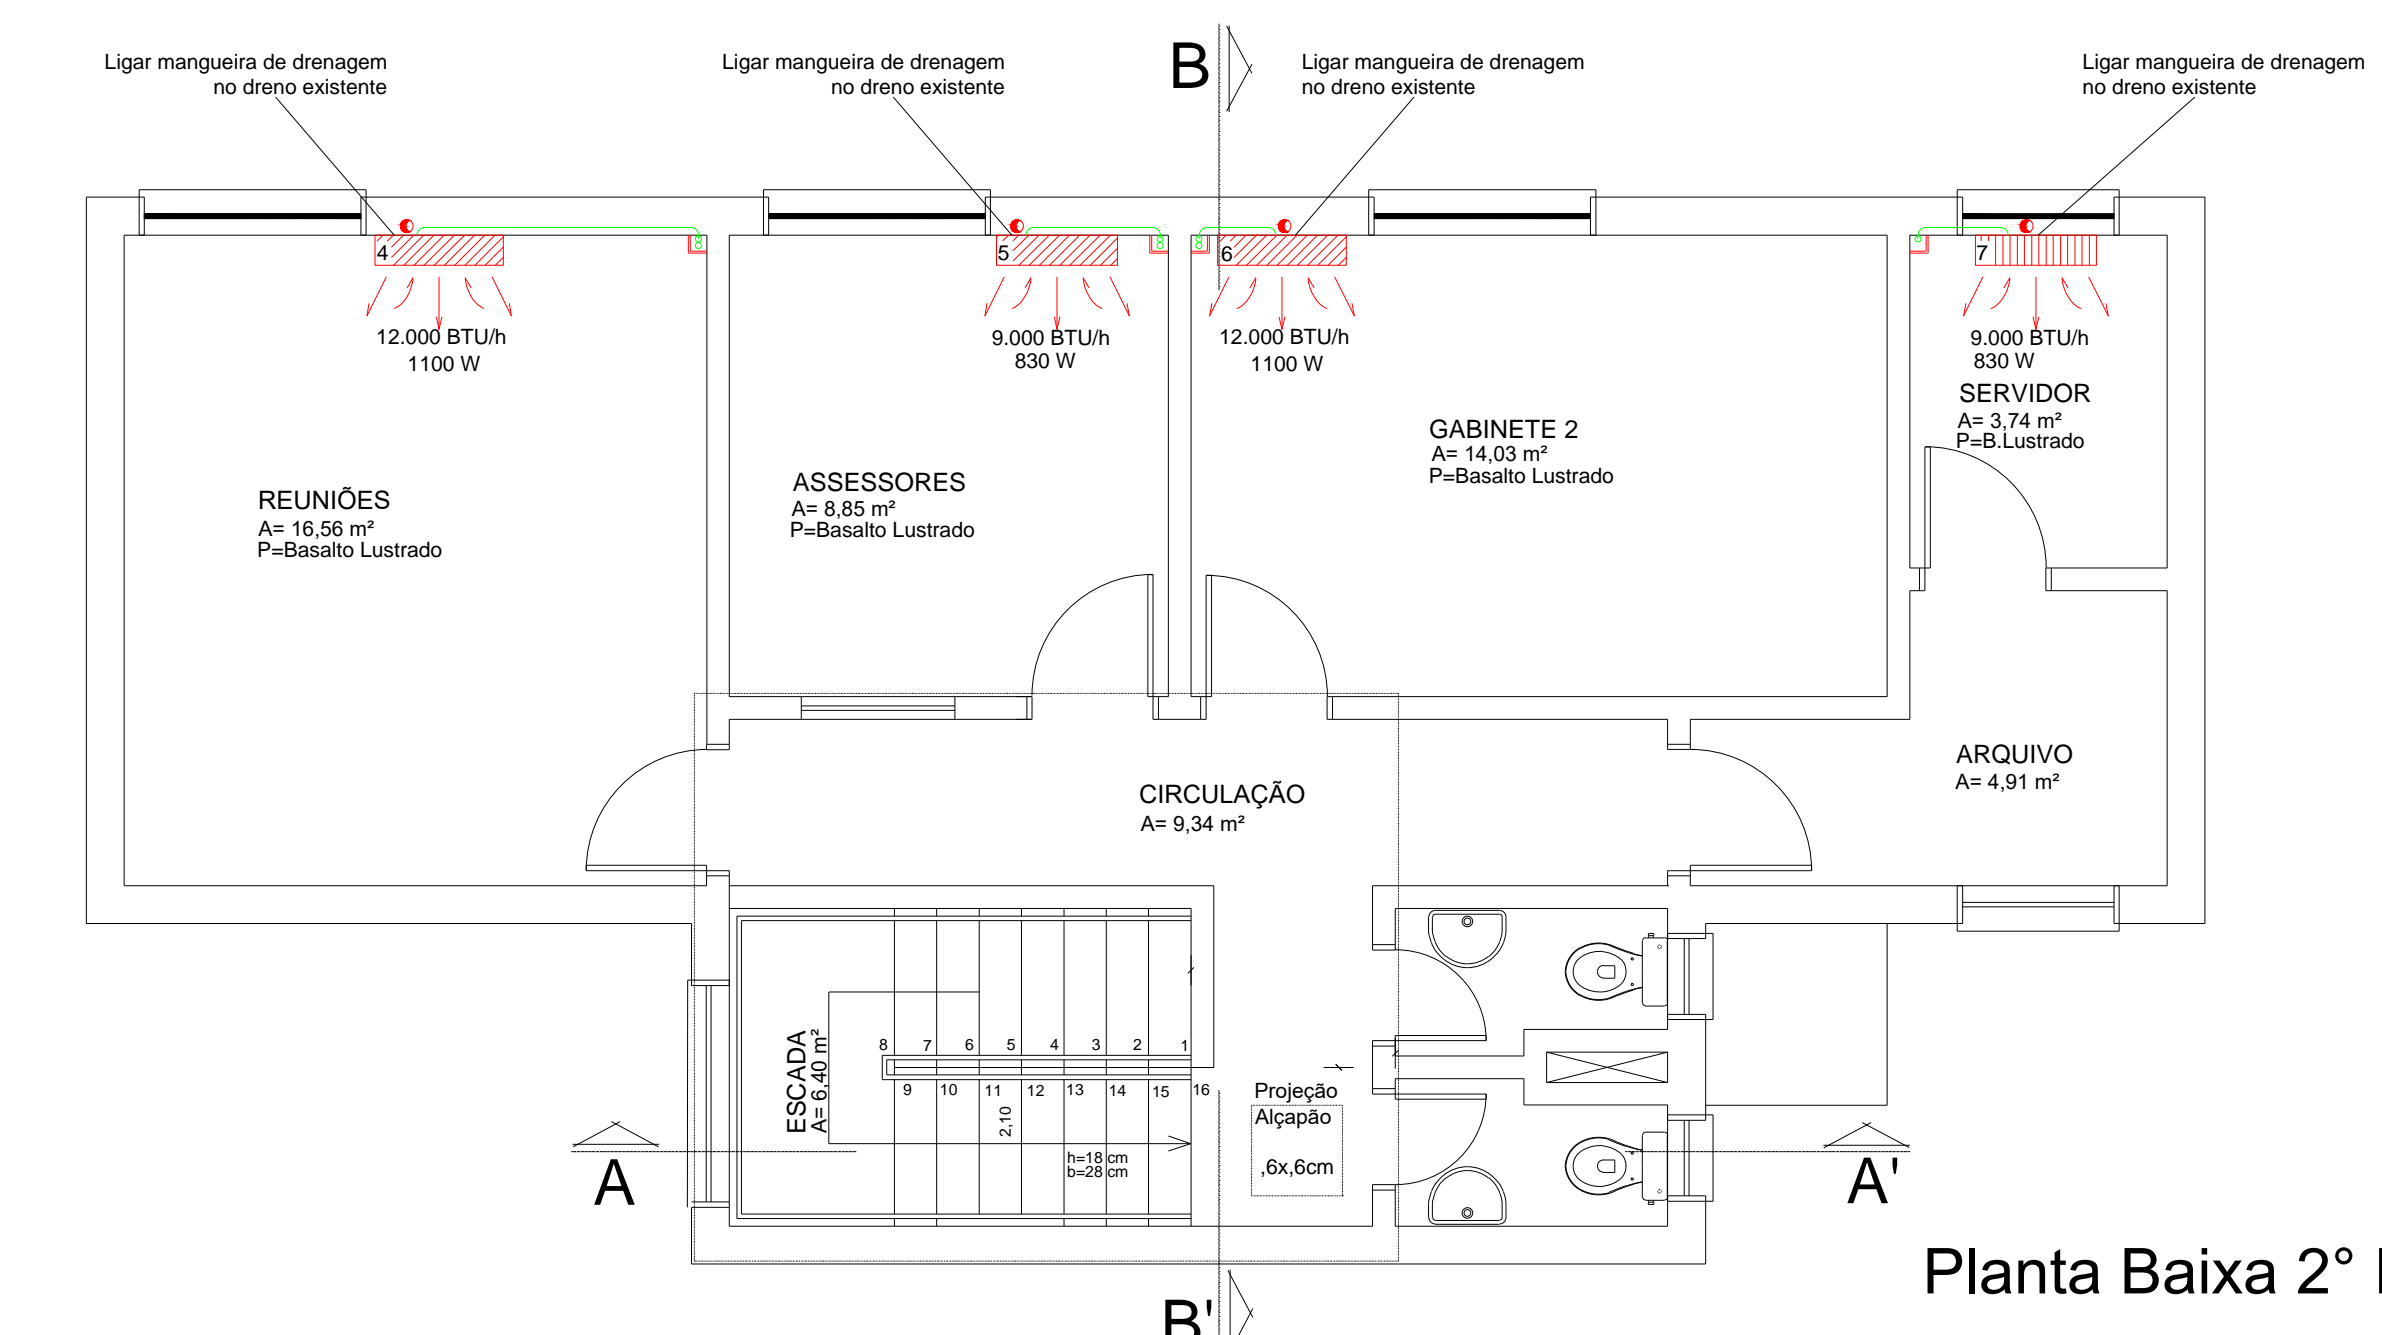 Ligar mangueira de drenagem
no dreno existente
Ligar mangueira de drenagem
no dreno existente
B
Ligar mangueira de drenagem
no dreno existente
Ligar mangueira de drenagem
no dreno existente
4
5
6
7
12.000 BTU/h
1100 W
9.000 BTU/h
830 W
12.000 BTU/h
1100 W
9.000 BTU/h
830 W
SERVIDOR
A= 3,74 m²
P=B.Lustrado
GABINETE 2
A= 14,03 m²
P=Basalto Lustrado
ASSESSORES
A= 8,85 m²
P=Basalto Lustrado
REUNIÕES
A= 16,56 m²
P=Basalto Lustrado
ARQUIVO
A= 4,91 m²
CIRCULAÇÃO
A= 9,34 m²
ESCADA
A= 6,40 m²
8 7 6 5 4 3 2 1
9 10 11 12 13 14 15 16
2,10
h=18 cm
b=28 cm
Projeção
Alçapão
,6x,6cm
A
A'
B'
Planta Baixa 2°